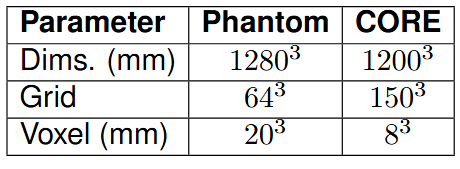 Parameter Phantom CORE
Dims. (mm) 1280³ 1200³
Grid 64³ 150³
Voxel (mm) 20³ 8³